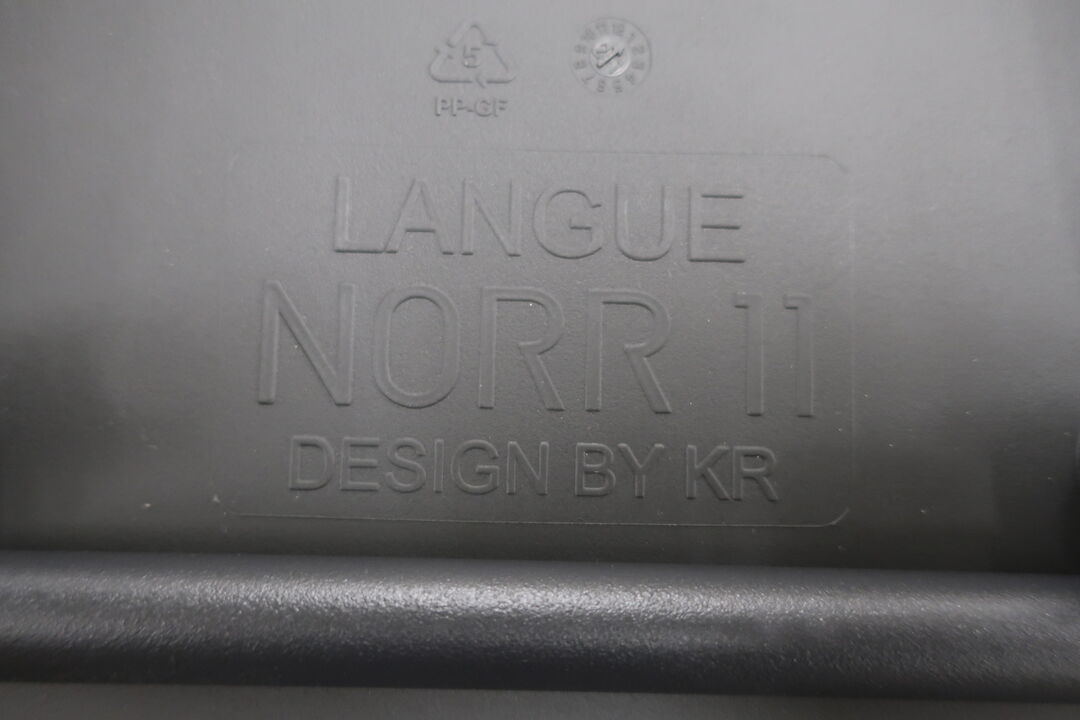 5
PP-GF
LANGUE
NORR 11
DESIGN BY KR